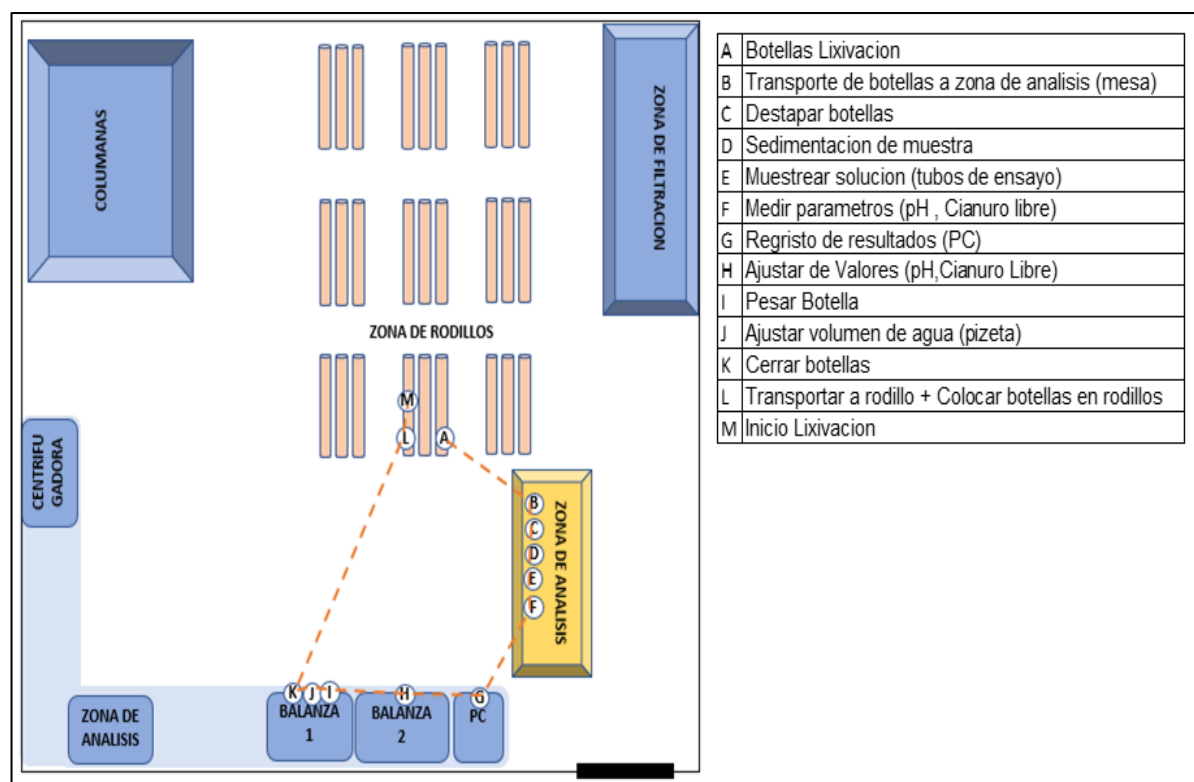 COLUMANAS
ZONA DE FILTRACION
ZONA DE RODILLOS
M
L
A
CENTRIFU
GADORA
ZONA DE ANALISIS
B
C
D
E
F
K
J
I
H
G
BALANZA
1
BALANZA
2
PC
ZONA DE
ANALISIS
A Botellas Lixivacion
B Transporte de botellas a zona de analisis (mesa)
C Destapar botellas
D Sedimentacion de muestra
E Muestrear solucion (tubos de ensayo)
F Medir parametros (pH , Cianuro libre)
G Regristo de resultados (PC)
H Ajustar de Valores (pH,Cianuro Libre)
I Pesar Botella
J Ajustar volumen de agua (pizeta)
K Cerrar botellas
L Transportar a rodillo + Colocar botellas en rodillos
M Inicio Lixivacion